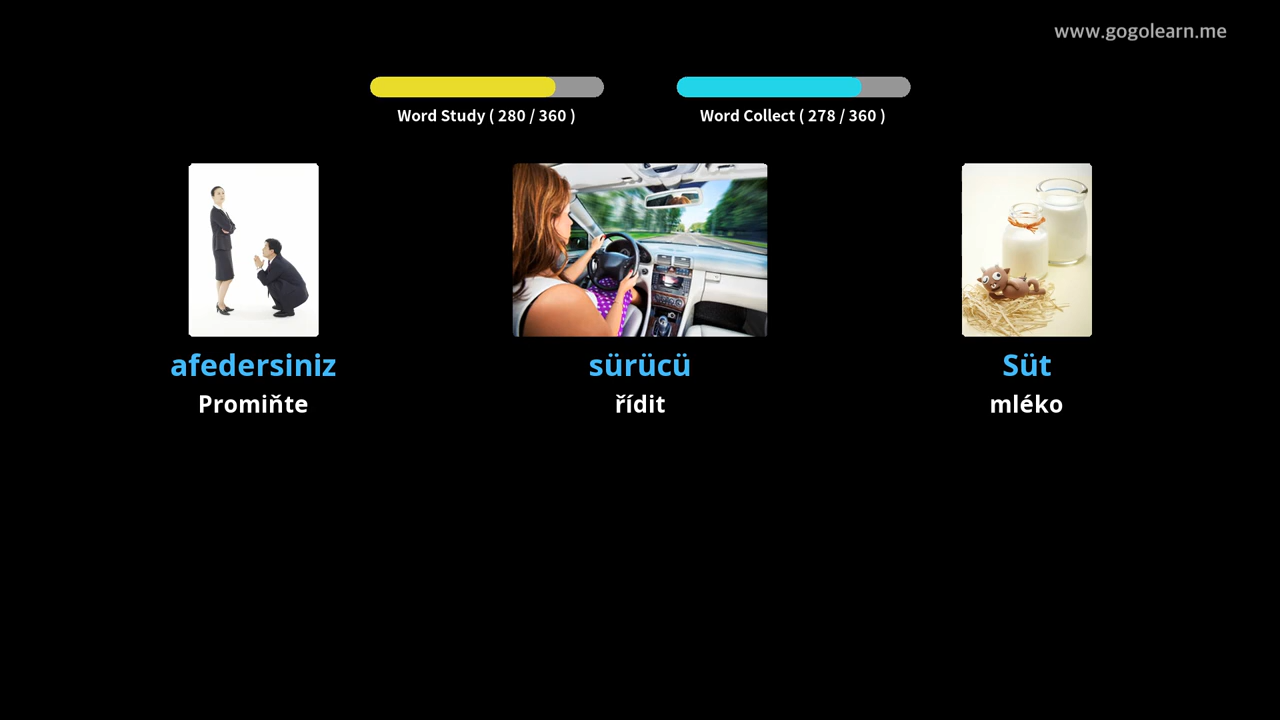 www.gogolearn.me
Word Study ( 280 / 360 )
Word Collect ( 278 / 360 )
afedersiniz
Promiňte
sürücü
řídit
Süt
mléko